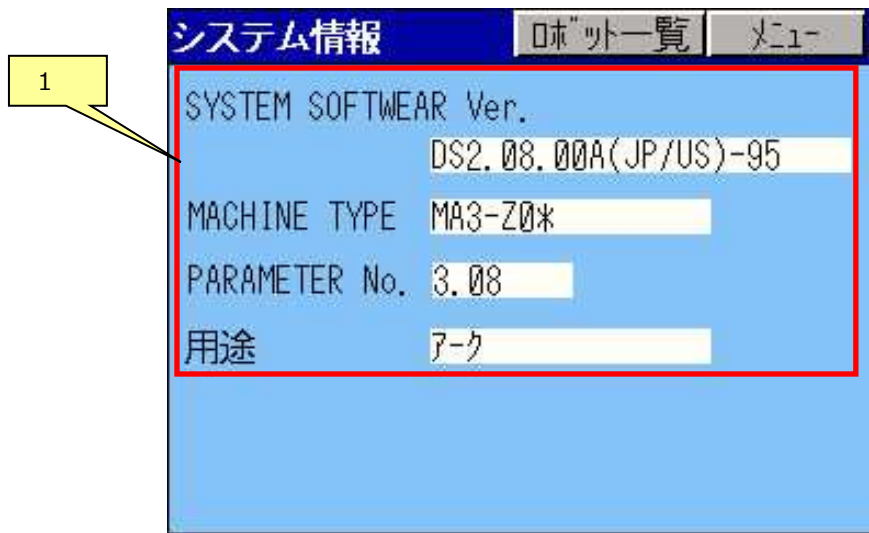 システム情報 ﾛﾎﾞｯﾄ一覧 ﾒﾆｭｰ
1
SYSTEM SOFTWEAR Ver.
DS2.08.00A(JP/US)-95
MACHINE TYPE MA3-Z0*
PARAMETER No. 3.08
用途 ｱｰｸ